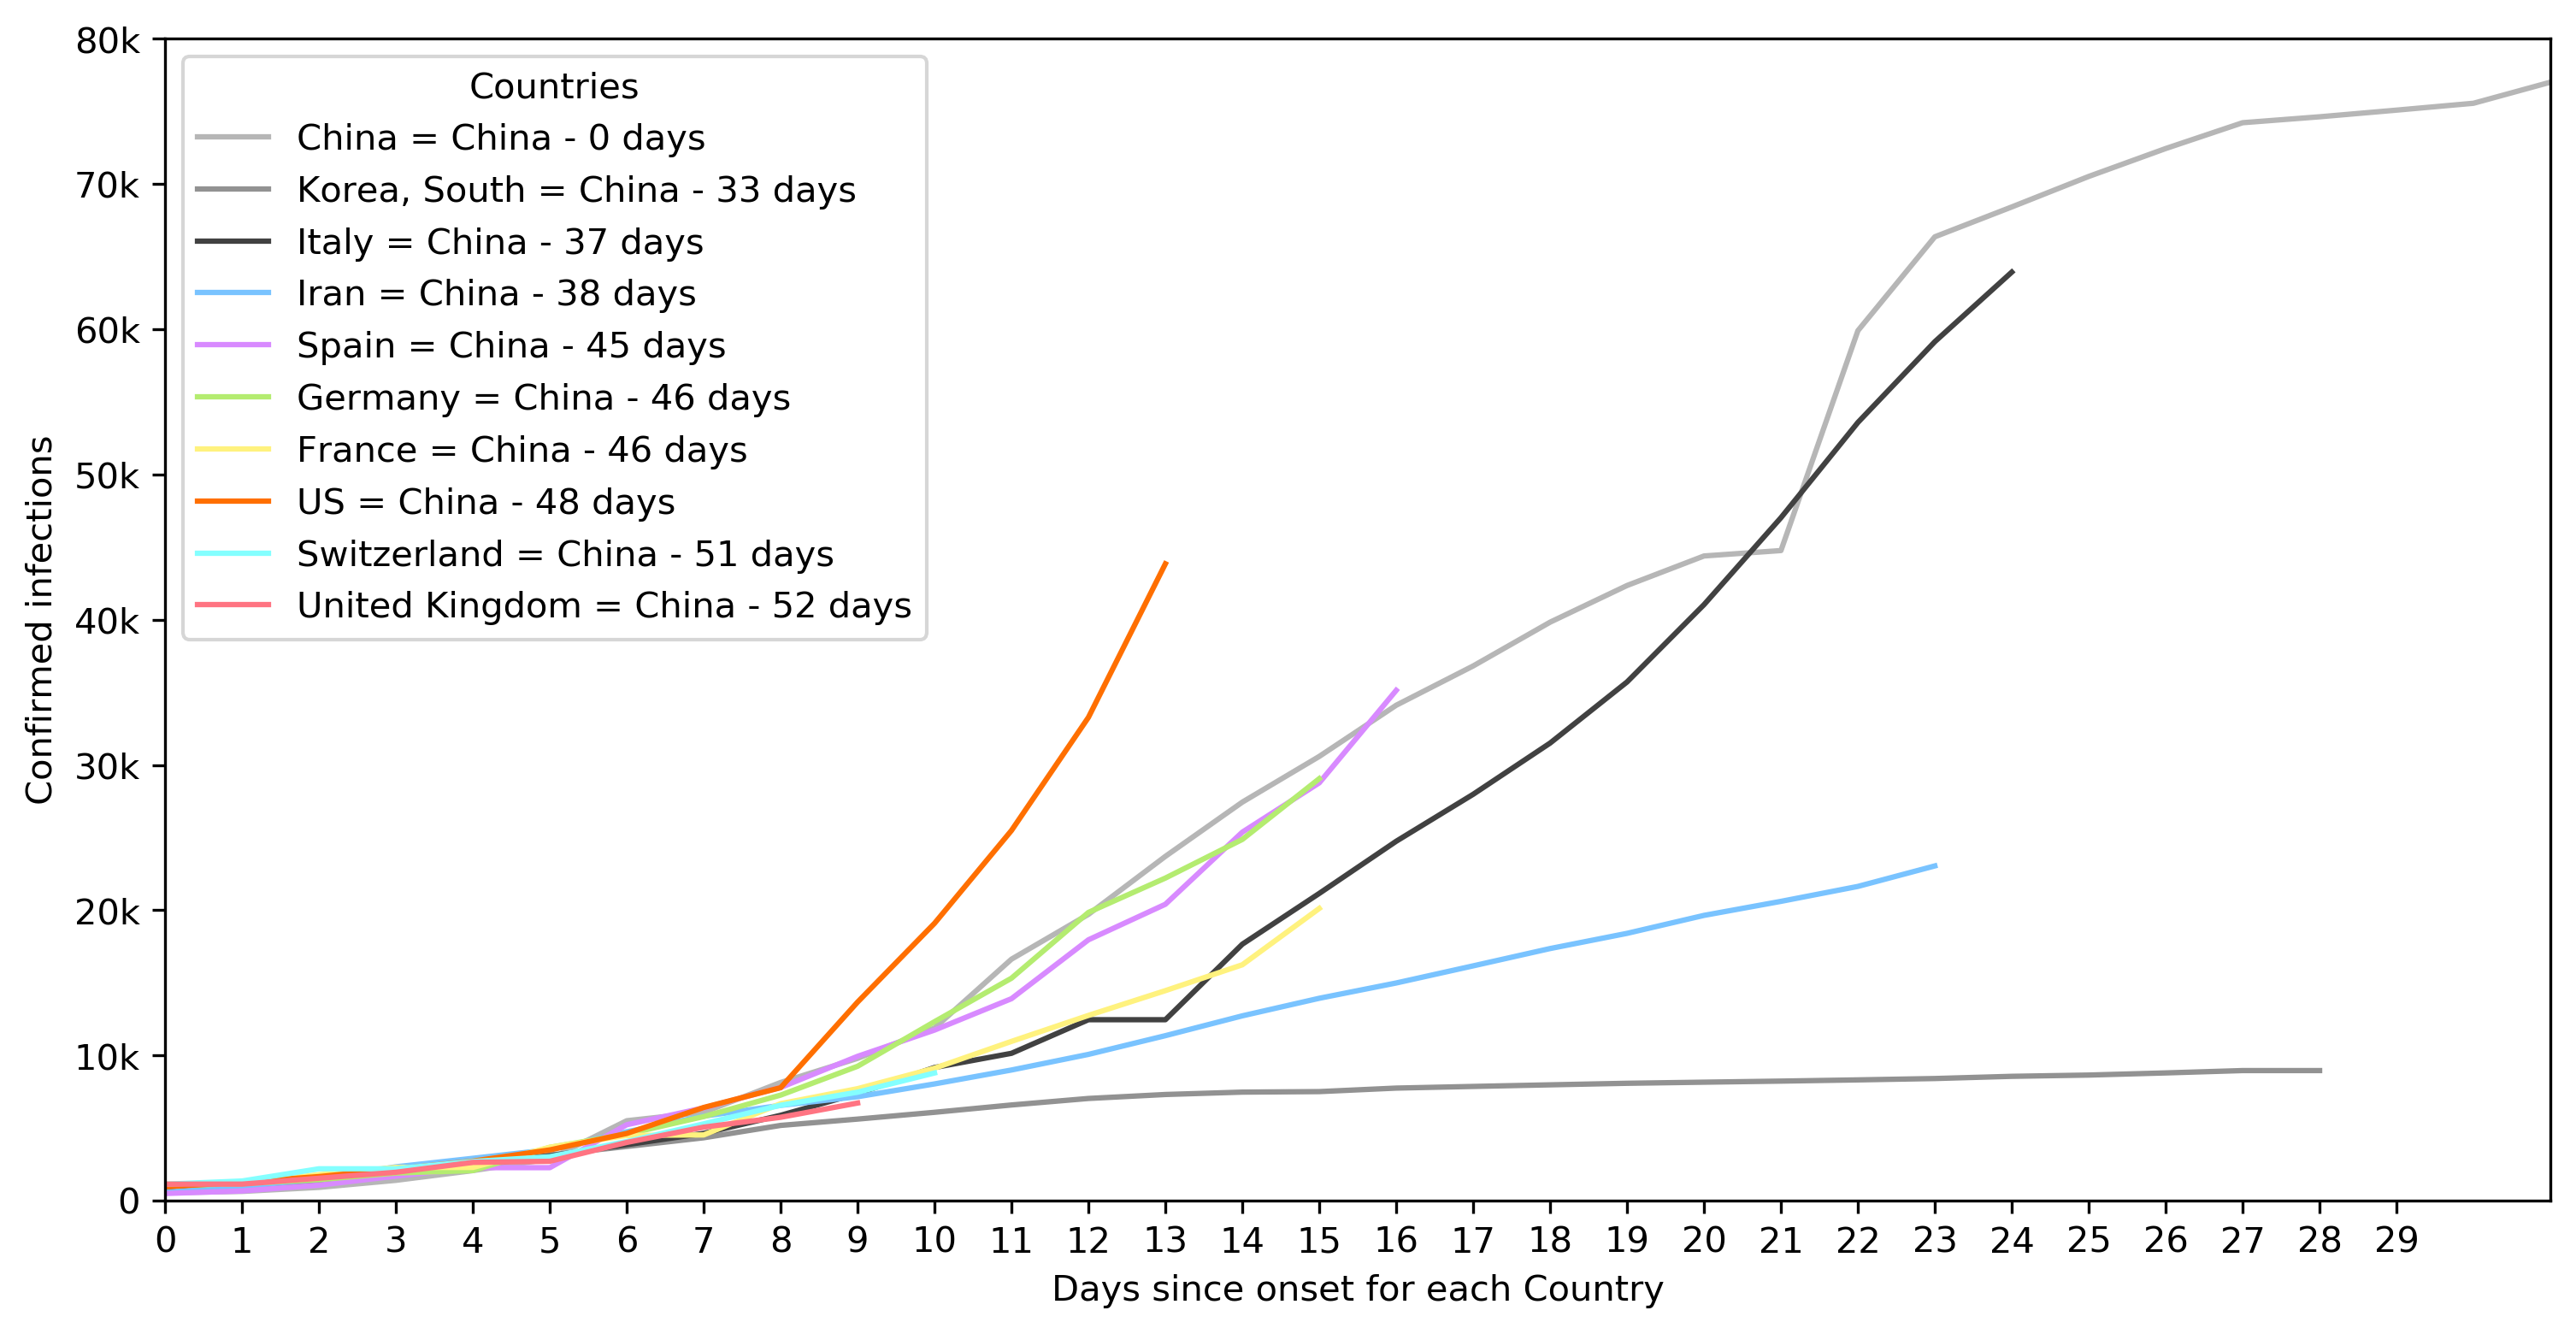 80k
70k
60k
50k
40k
30k
20k
10k
0
Confirmed infections
Countries
China = China - 0 days
Korea, South = China - 33 days
Italy = China - 37 days
Iran = China - 38 days
Spain = China - 45 days
Germany = China - 46 days
France = China - 46 days
US = China - 48 days
Switzerland = China - 51 days
United Kingdom = China - 52 days
0 1 2 3 4 5 6 7 8 9 10 11 12 13 14 15 16 17 18 19 20 21 22 23 24 25 26 27 28 29
Days since onset for each Country